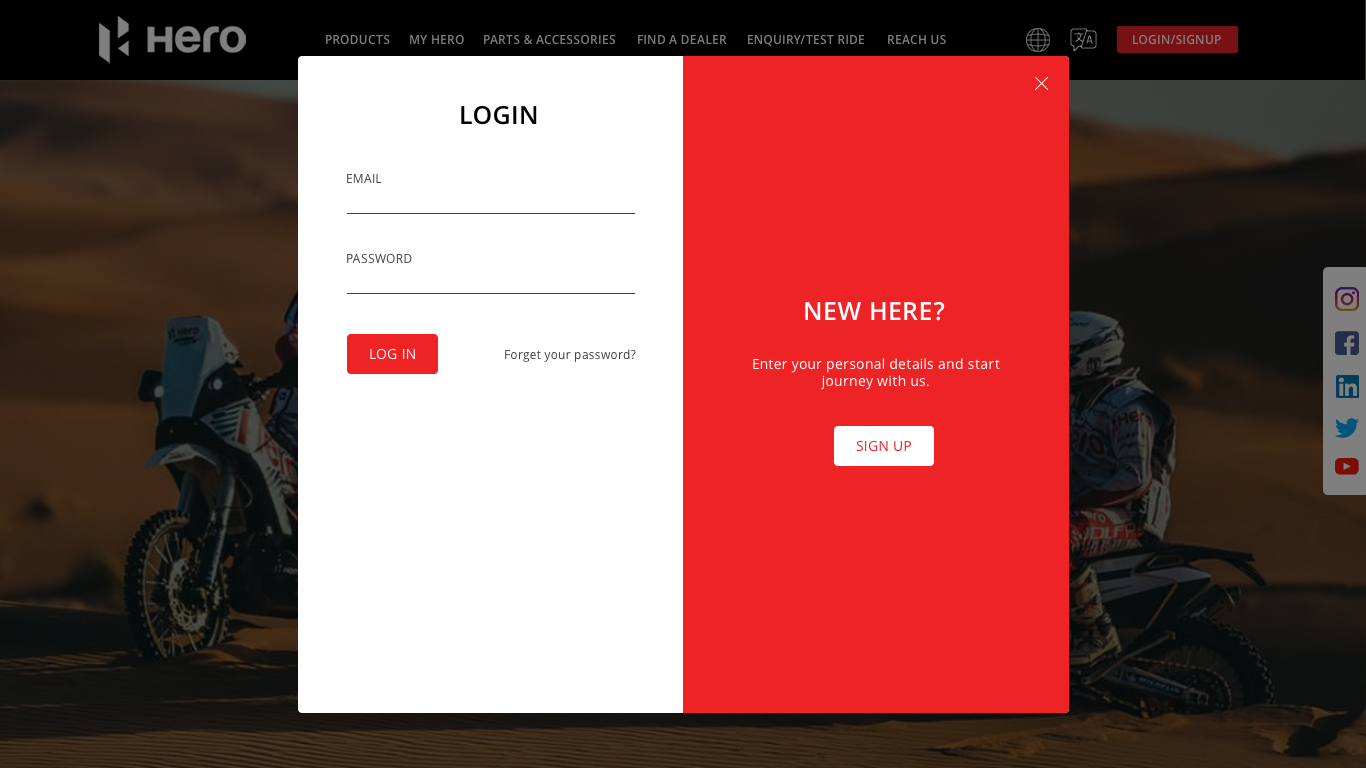 Hero
PRODUCTS
MY HERO
PARTS & ACCESSORIES
FIND A DEALER
ENQUIRY/TEST RIDE
REACH US
LOGIN/SIGNUP
LOGIN
EMAIL
PASSWORD
LOG IN
Forget your password?
NEW HERE?
Enter your personal details and start
journey with us.
SIGN UP